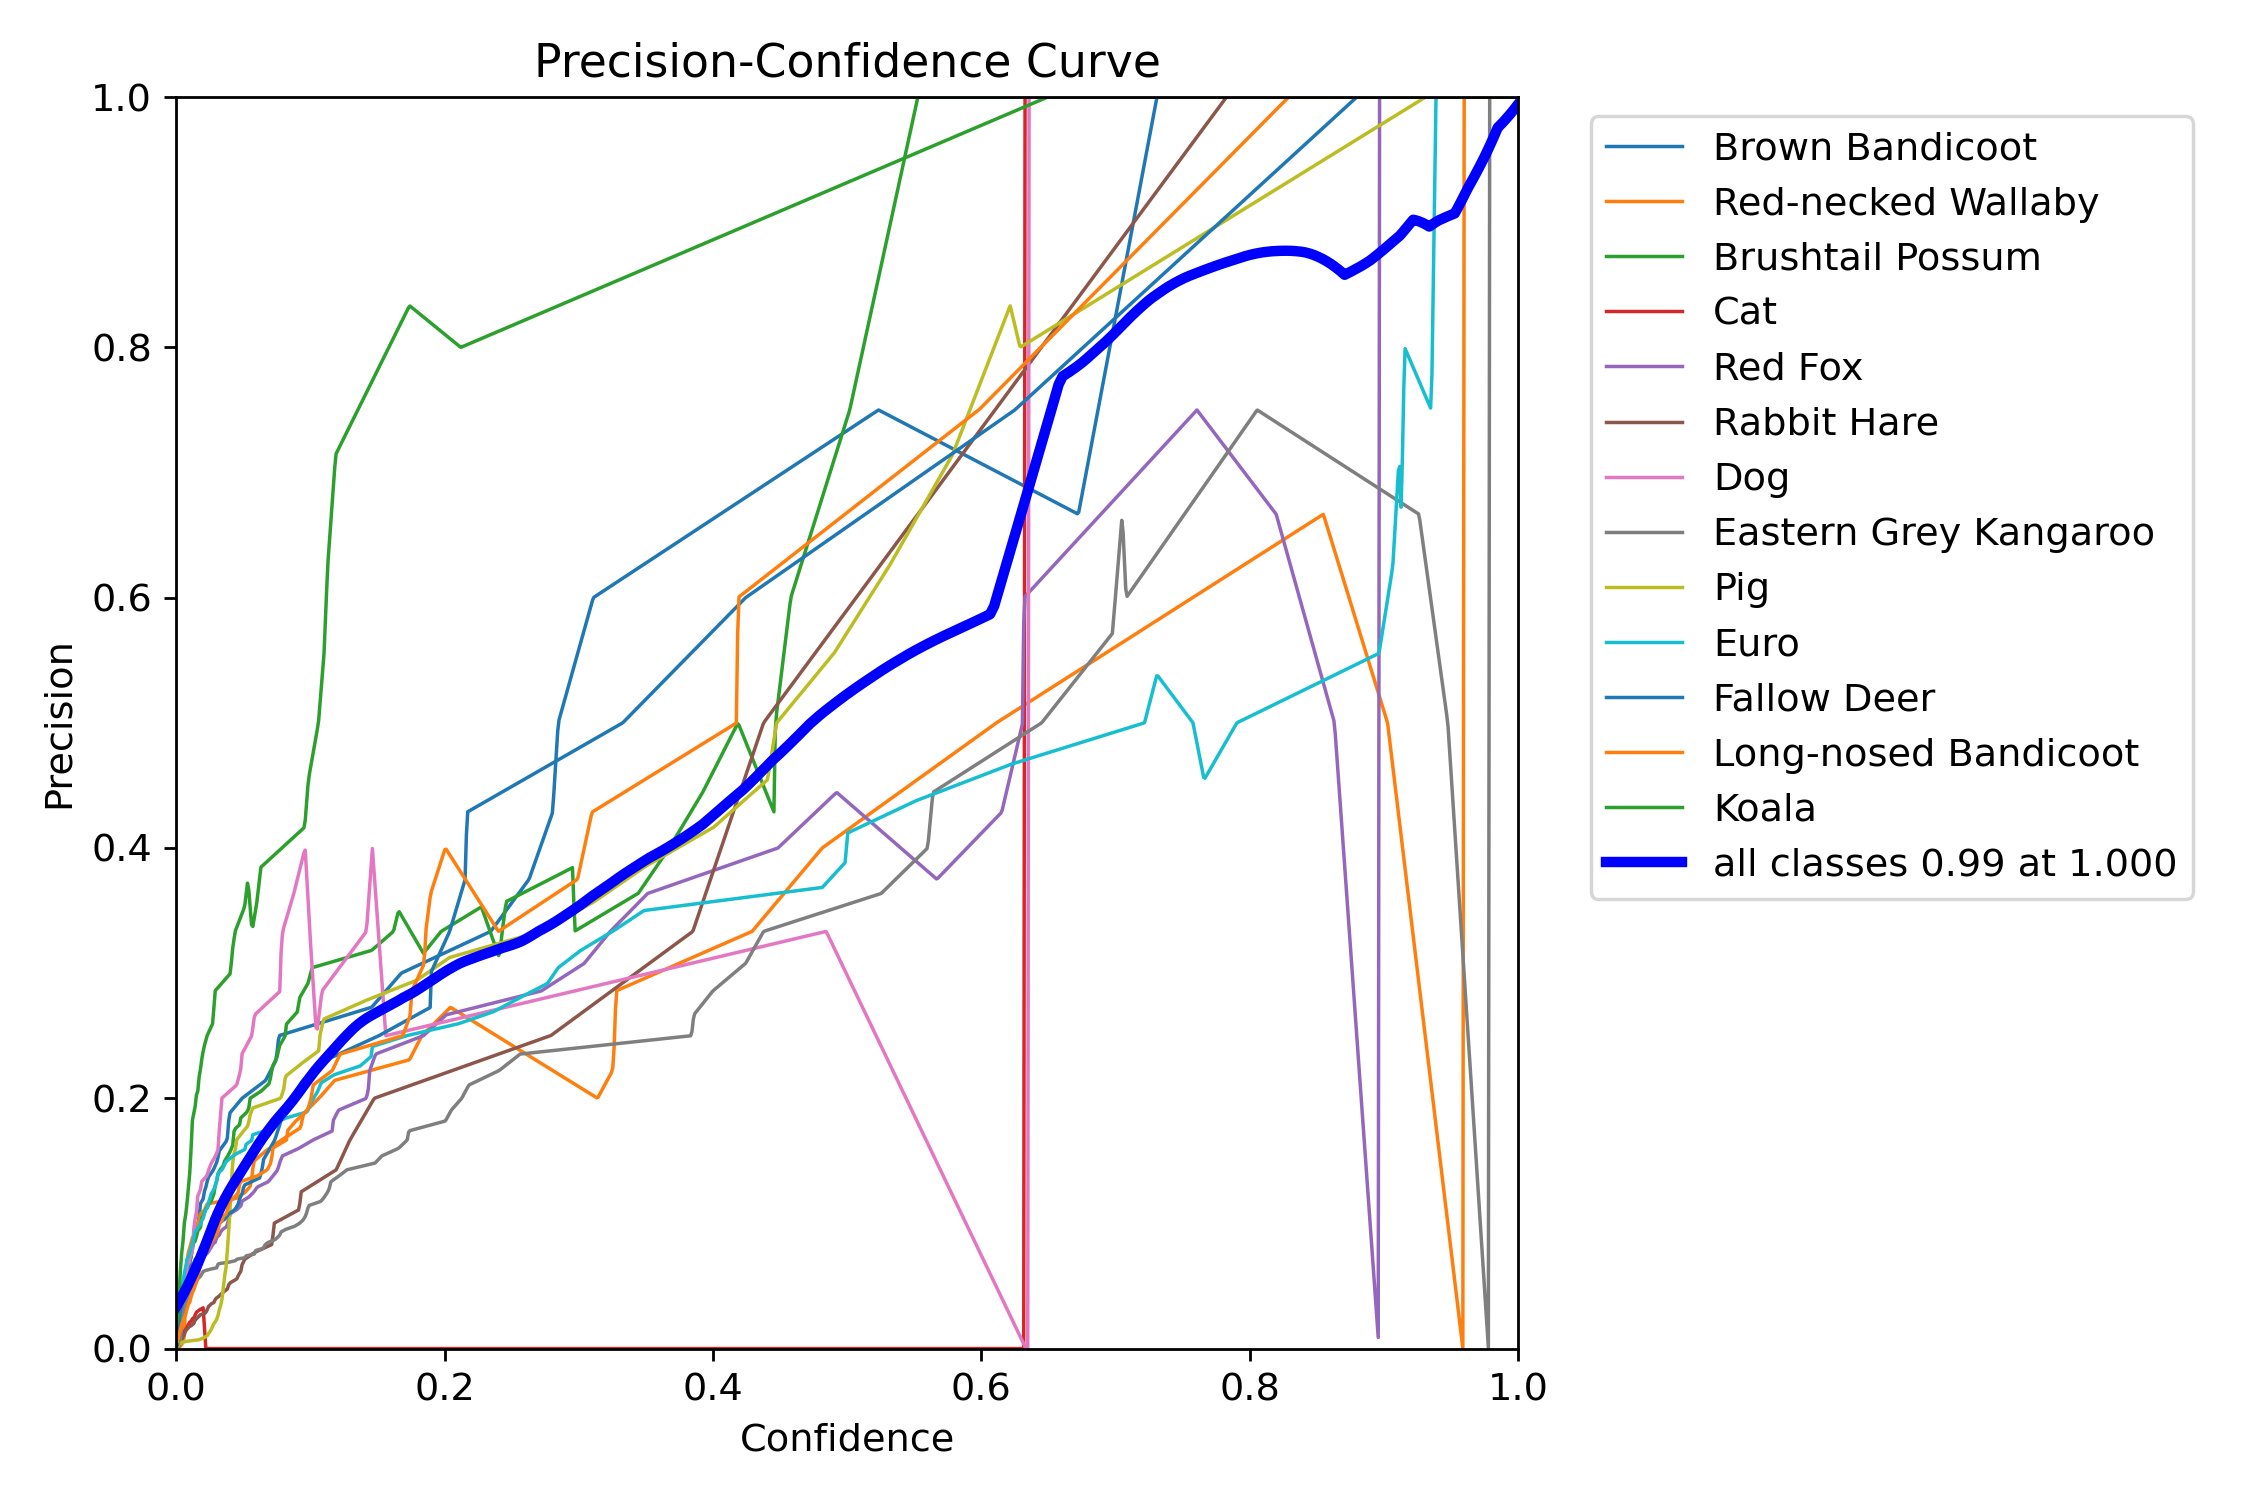 Precision-Confidence Curve
1.0
0.8
0.6
0.4
0.2
0.0
Precision
0.0 0.2 0.4 0.6 0.8 1.0
Confidence
Brown Bandicoot
Red-necked Wallaby
Brushtail Possum
Cat
Red Fox
Rabbit Hare
Dog
Eastern Grey Kangaroo
Pig
Euro
Fallow Deer
Long-nosed Bandicoot
Koala
all classes 0.99 at 1.000